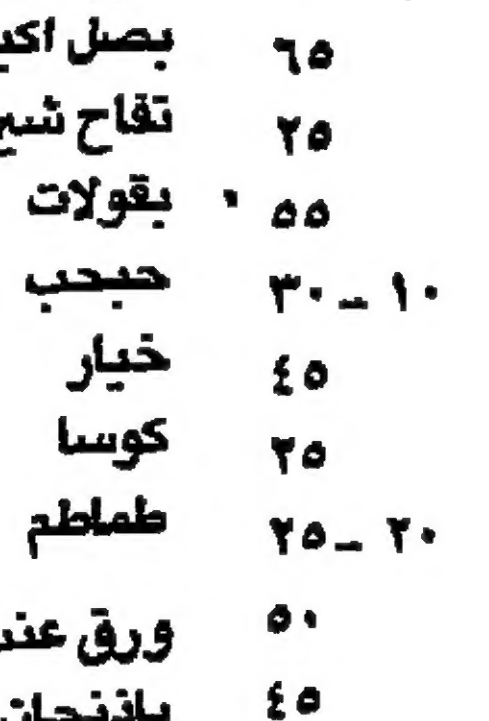 بصل ٦٥
تفاح ٢٥
بقولات ٥٥
حبحب ١٠ - ٣٠
خيار ٤٥
كوسا ٢٥
طماطم ٢٠ - ٢٥
ورق ٥٠
باذنجان ٤٥